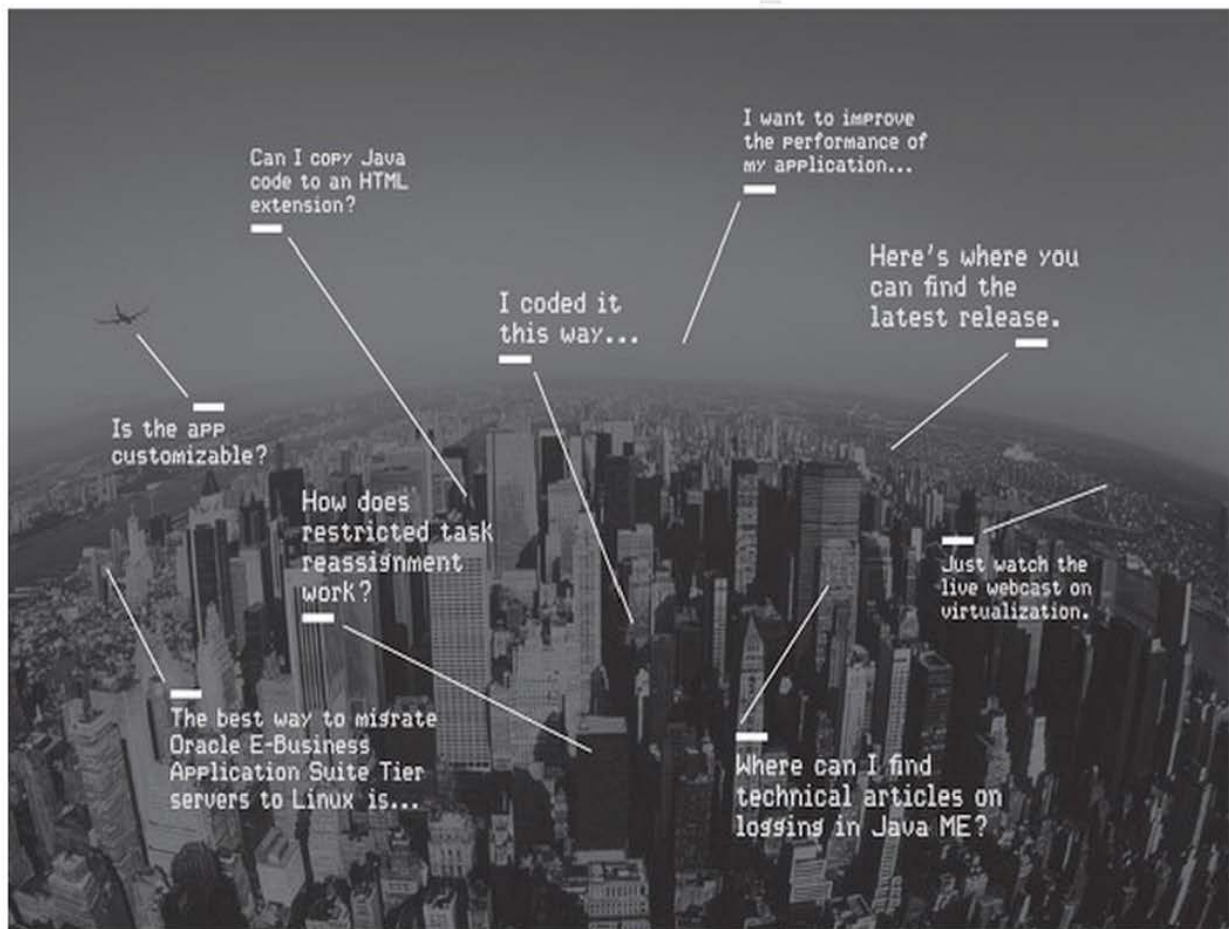 I want to improve
the performance of
my application...
Can I copy Java
code to an HTML
extension?
Here's where you
can find the
latest release.
I coded it
this way...
Is the app
customizable?
How does
restricted task
reassignment
work?
Just watch the
live webcast on
virtualization.
The best way to migrate
Oracle E-Business
Application Suite Tier
servers to Linux is...
Where can I find
technical articles on
logging in Java ME?